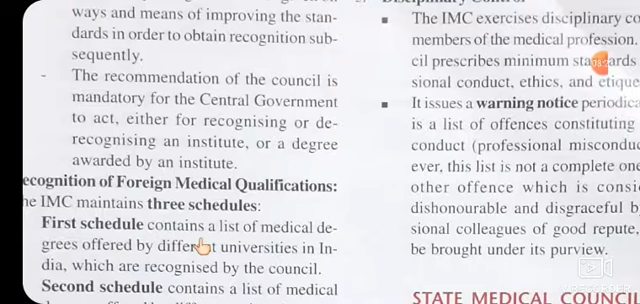 ways and means of improving the stan-
dards in order to obtain recognition sub-
sequently.
- The recommendation of the council is
mandatory for the Central Government
to act, either for recognising or de-
recognising an institute, or a degree
awarded by an institute.
ecognition of Foreign Medical Qualifications:
he IMC maintains three schedules:
First schedule contains a list of medical de-
grees offered by different universities in In-
dia, which are recognised by the council.
Second schedule contains a list of medical
▪ The IMC exercises disciplinary co
members of the medical profession.
cil prescribes minimum standards
sional conduct, ethics, and etique
▪ It issues a warning notice periodica
is a list of offences constituting
conduct (professional misconduc
ever, this list is not a complete one
other offence which is consi
dishonourable and disgraceful b
sional colleagues of good repute,
be brought under its purview.
STATE MEDICAL COUNCIL